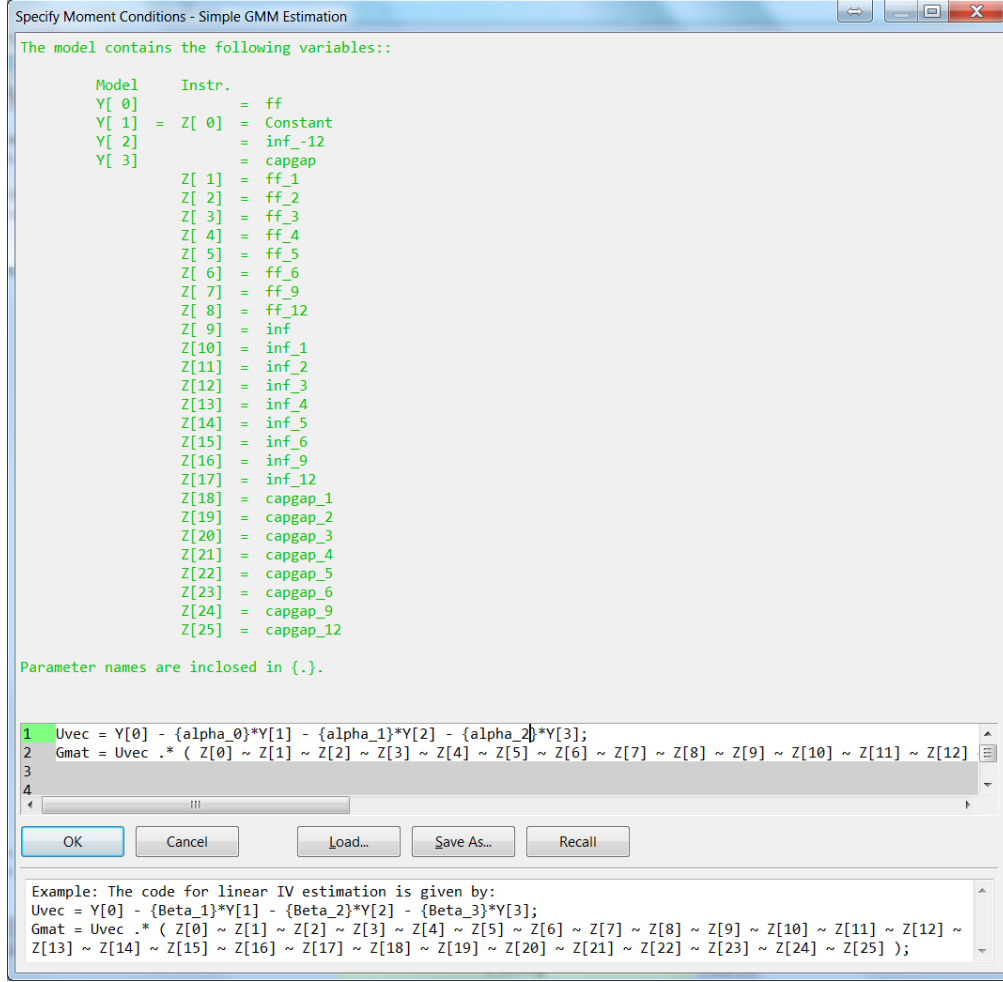 Specify Moment Conditions - Simple GMM Estimation
The model contains the following variables::
Model Instr.
Y[ 0] = ff
Y[ 1] = Z[ 0] = Constant
Y[ 2] = inf_-12
Y[ 3] = capgap
Z[ 1] = ff_1
Z[ 2] = ff_2
Z[ 3] = ff_3
Z[ 4] = ff_4
Z[ 5] = ff_5
Z[ 6] = ff_6
Z[ 7] = ff_9
Z[ 8] = ff_12
Z[ 9] = inf
Z[10] = inf_1
Z[11] = inf_2
Z[12] = inf_3
Z[13] = inf_4
Z[14] = inf_5
Z[15] = inf_6
Z[16] = inf_9
Z[17] = inf_12
Z[18] = capgap_1
Z[19] = capgap_2
Z[20] = capgap_3
Z[21] = capgap_4
Z[22] = capgap_5
Z[23] = capgap_6
Z[24] = capgap_9
Z[25] = capgap_12
Parameter names are inclosed in {.}.
1 Uvec = Y[0] - {alpha_0}*Y[1] - {alpha_1}*Y[2] - {alpha_2}*Y[3];
2 Gmat = Uvec .* ( Z[0] ~ Z[1] ~ Z[2] ~ Z[3] ~ Z[4] ~ Z[5] ~ Z[6] ~ Z[7] ~ Z[8] ~ Z[9] ~ Z[10] ~ Z[11] ~ Z[12]
3
4
OK Cancel Load... Save As... Recall
Example: The code for linear IV estimation is given by:
Uvec = Y[0] - {Beta_1}*Y[1] - {Beta_2}*Y[2] - {Beta_3}*Y[3];
Gmat = Uvec .* ( Z[0] ~ Z[1] ~ Z[2] ~ Z[3] ~ Z[4] ~ Z[5] ~ Z[6] ~ Z[7] ~ Z[8] ~ Z[9] ~ Z[10] ~ Z[11] ~ Z[12] ~
Z[13] ~ Z[14] ~ Z[15] ~ Z[16] ~ Z[17] ~ Z[18] ~ Z[19] ~ Z[20] ~ Z[21] ~ Z[22] ~ Z[23] ~ Z[24] ~ Z[25] );